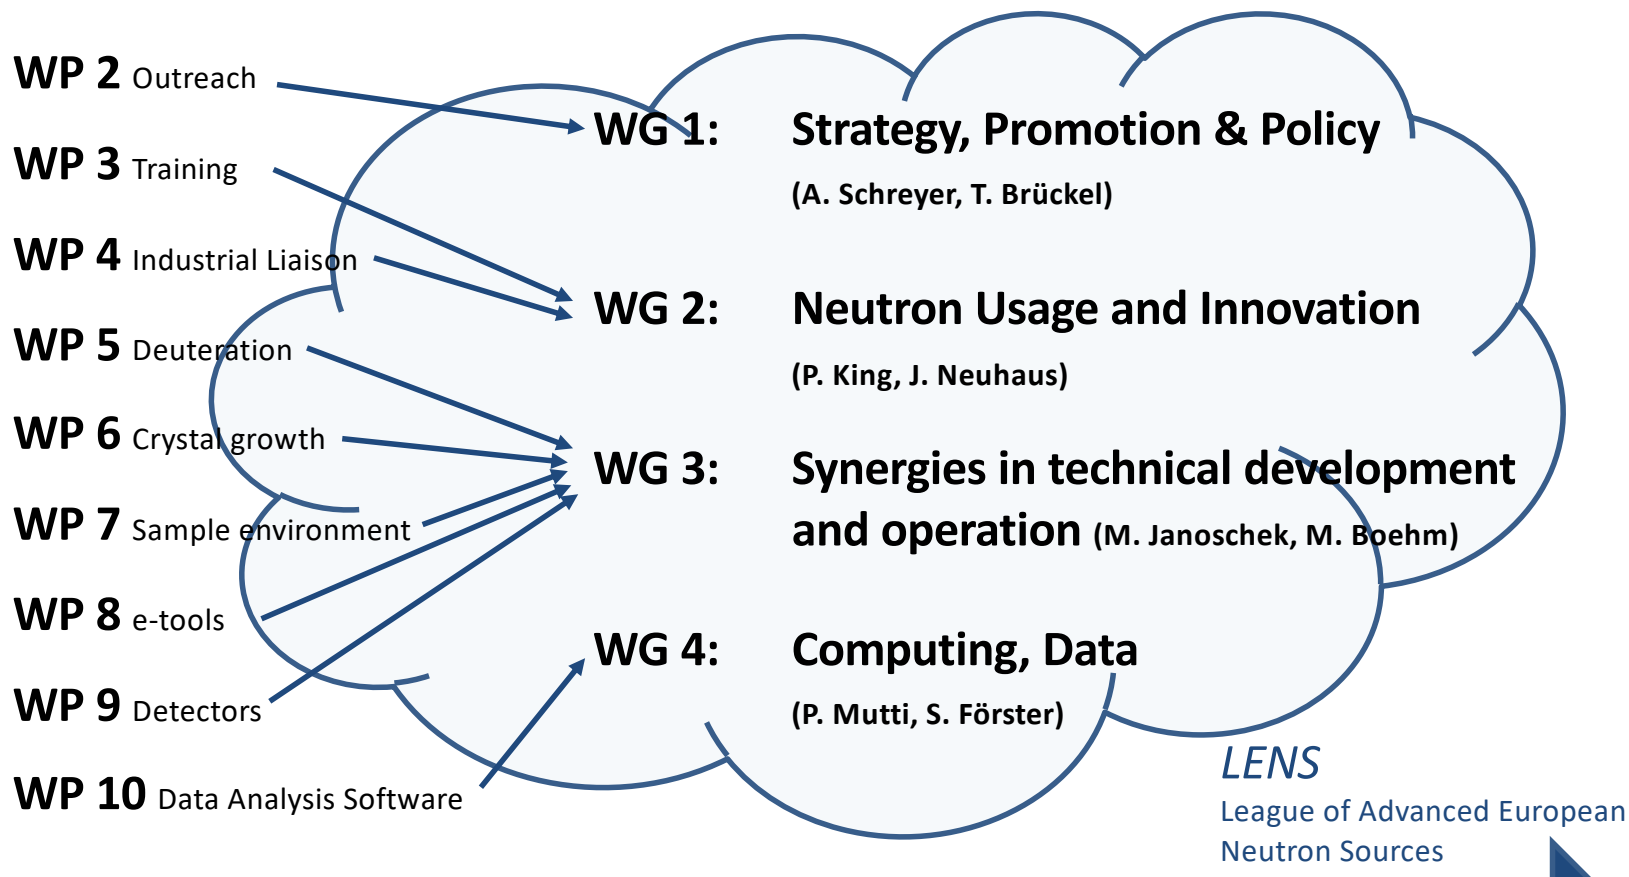 WP 2 Outreach
WP 3 Training
WP 4 Industrial Liaison
WP 5 Deuteration
WP 6 Crystal growth
WP 7 Sample environment
WP 8 e-tools
WP 9 Detectors
WP 10 Data Analysis Software
WG 1: Strategy, Promotion & Policy
(A. Schreyer, T. Brückel)
WG 2: Neutron Usage and Innovation
(P. King, J. Neuhaus)
WG 3: Synergies in technical development
and operation (M. Janoschek, M. Boehm)
WG 4: Computing, Data
(P. Mutti, S. Förster)
LENS
League of Advanced European
Neutron Sources